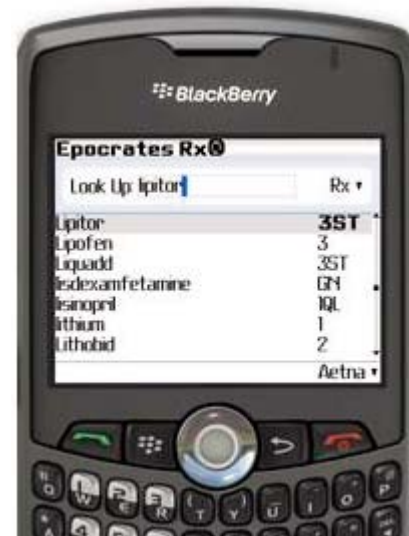 BlackBerry
Epocrates Rx®
Look Up: lipitor Rx
Lipitor 3ST
Lipofen 3
Liquadd 3ST
lisdexamfetamine GN
lisinopril 1QL
lithium 1
Lithobid 2
Aetna
Q W E R T Y U I O P